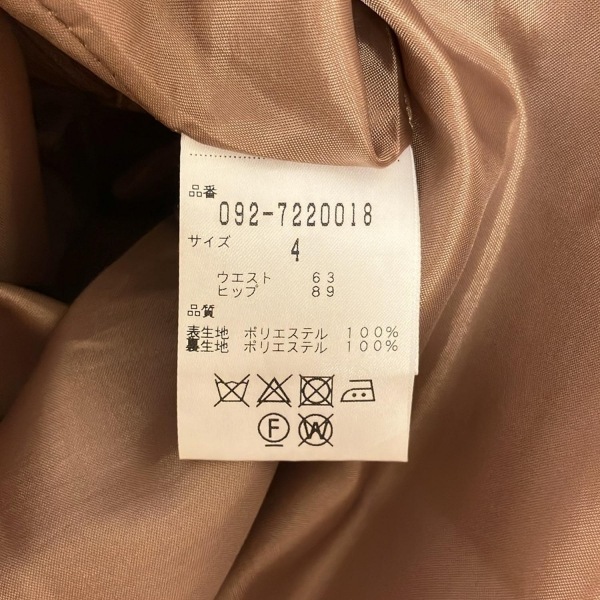 品番
092-7220018
サイズ
4
ウエスト 63
ヒップ 89
品質
表生地 ポリエステル 100%
裏生地 ポリエステル 100%
F W